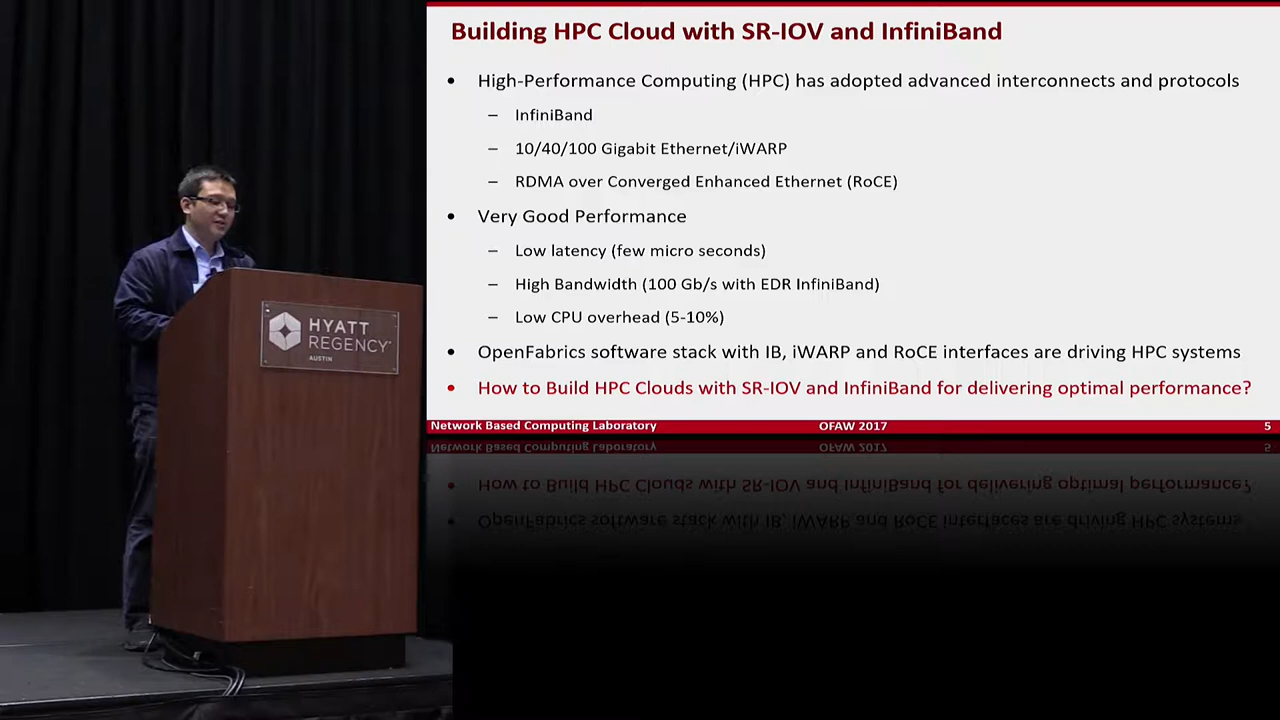 Building HPC Cloud with SR-IOV and InfiniBand
• High-Performance Computing (HPC) has adopted advanced interconnects and protocols
– InfiniBand
– 10/40/100 Gigabit Ethernet/iWARP
– RDMA over Converged Enhanced Ethernet (RoCE)
• Very Good Performance
– Low latency (few micro seconds)
– High Bandwidth (100 Gb/s with EDR InfiniBand)
– Low CPU overhead (5-10%)
• OpenFabrics software stack with IB, iWARP and RoCE interfaces are driving HPC systems
• How to Build HPC Clouds with SR-IOV and InfiniBand for delivering optimal performance?
Network Based Computing Laboratory OFAW 2017 5
HYATT
REGENCY
AUSTIN